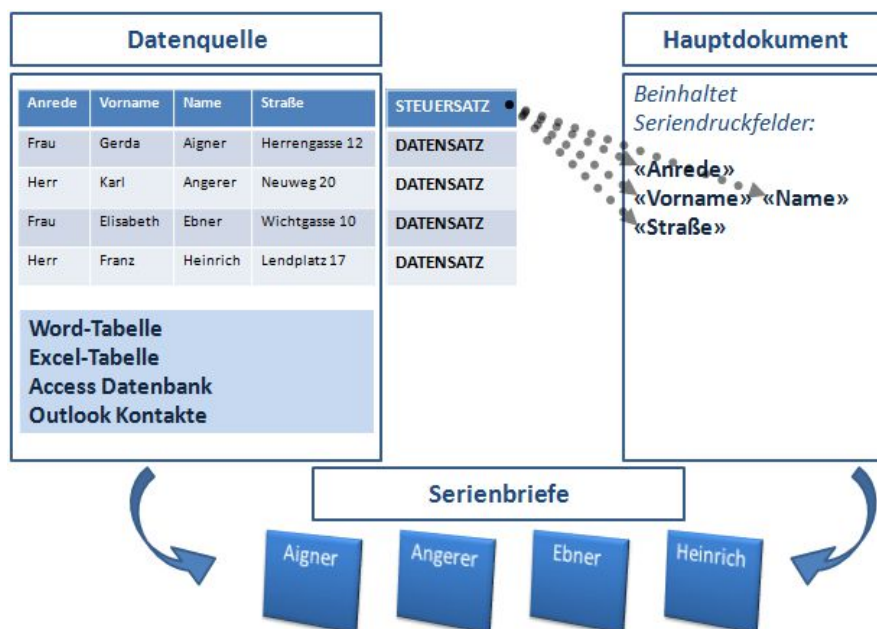 Datenquelle
Hauptdokument
Anrede Vorname Name Straße STEUERSATZ
Frau Gerda Aigner Herrengasse 12 DATENSATZ
Herr Karl Angerer Neuweg 20 DATENSATZ
Frau Elisabeth Ebner Wichtgasse 10 DATENSATZ
Herr Franz Heinrich Lendplatz 17 DATENSATZ
Word-Tabelle
Excel-Tabelle
Access Datenbank
Outlook Kontakte
Beinhaltet
Seriendruckfelder:
«Anrede»
«Vorname» «Name»
«Straße»
Serienbriefe
Aigner
Angerer
Ebner
Heinrich